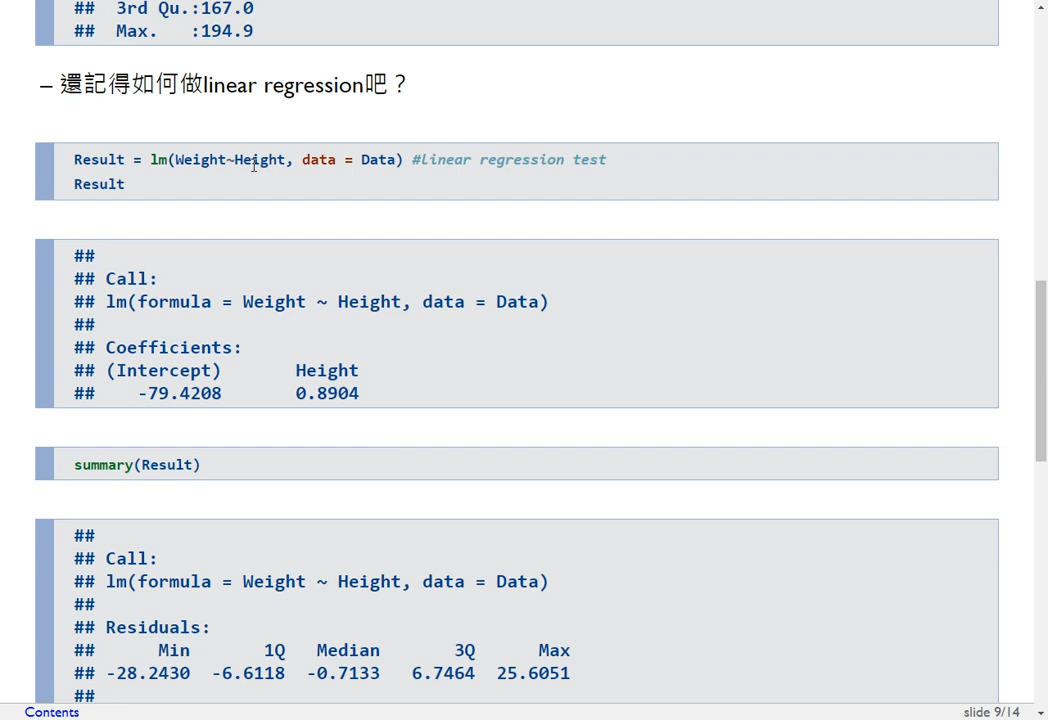 ##  3rd Qu.:167.0
##  Max.   :194.9
– 還記得如何做linear regression吧？
Result = lm(Weight~Height, data = Data) #linear regression test
Result
##
## Call:
## lm(formula = Weight ~ Height, data = Data)
##
## Coefficients:
## (Intercept)       Height
##    -79.4208       0.8904
summary(Result)
##
## Call:
## lm(formula = Weight ~ Height, data = Data)
##
## Residuals:
##      Min       1Q   Median       3Q      Max
## -28.2430  -6.6118  -0.7133   6.7464  25.6051
##
Contents
slide 9/14